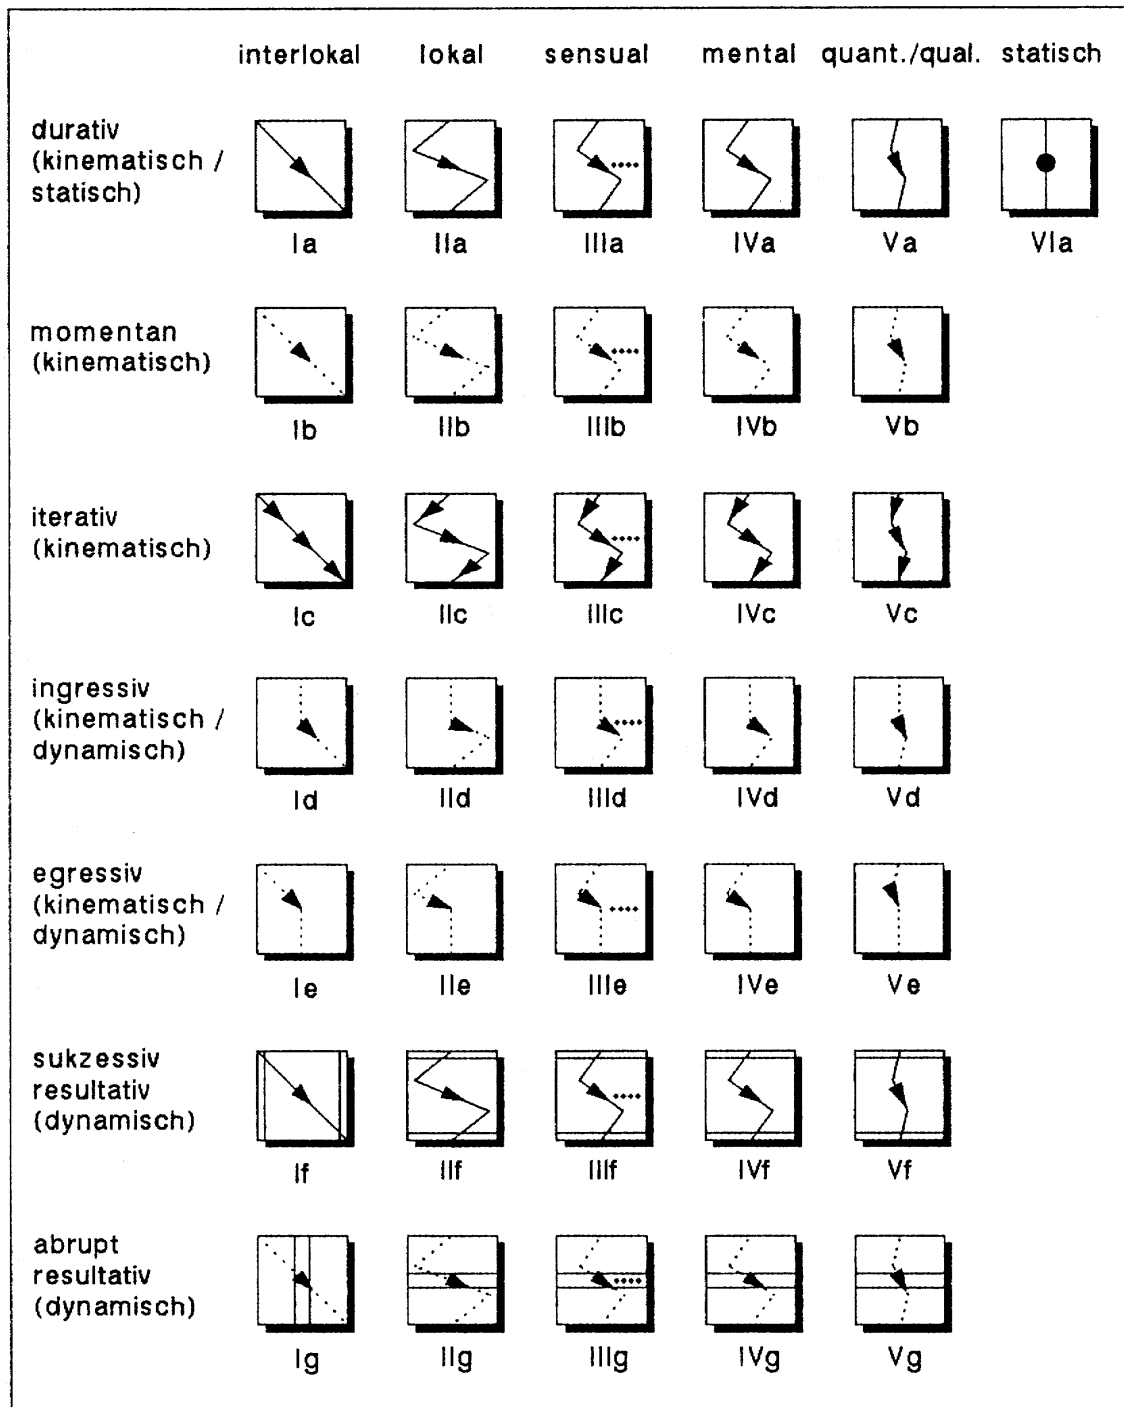 interlokal lokal sensual mental quant./qual. statisch
durativ
(kinematisch /
statisch)
Ia IIa IIIa IVa Va VIa
momentan
(kinematisch)
Ib IIb IIIb IVb Vb
iterativ
(kinematisch)
Ic IIc IIIc IVc Vc
ingressiv
(kinematisch /
dynamisch)
Id IId IIId IVd Vd
egressiv
(kinematisch /
dynamisch)
Ie IIe IIIe IVe Ve
sukzessiv
resultativ
(dynamisch)
If IIf IIIf IVf Vf
abrupt
resultativ
(dynamisch)
Ig IIg IIIg IVg Vg